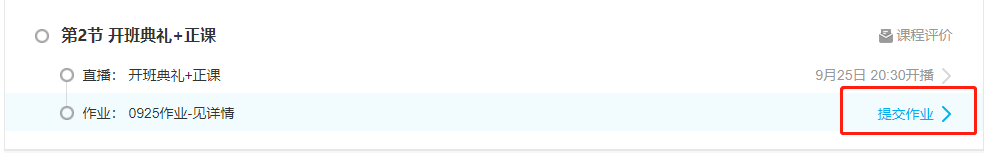 第2节 开班典礼+正课 课程评价
直播： 开班典礼+正课 9月25日 20:30开播
作业： 0925作业-见详情 提交作业